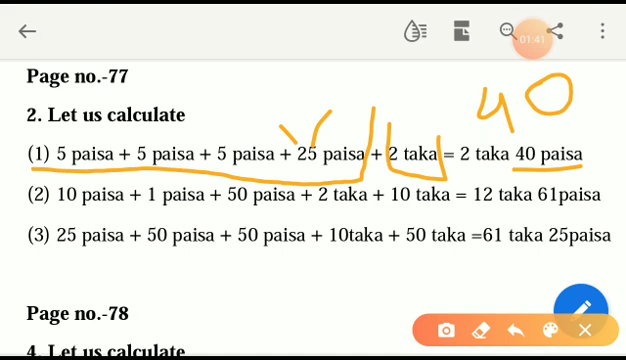 01:41
40
Page no.-77
2. Let us calculate
(1) 5 paisa + 5 paisa + 5 paisa + 25 paisa + 2 taka = 2 taka 40 paisa
(2) 10 paisa + 1 paisa + 50 paisa + 2 taka + 10 taka = 12 taka 61paisa
(3) 25 paisa + 50 paisa + 50 paisa + 10taka + 50 taka =61 taka 25paisa
Page no.-78
4. Let us calculate